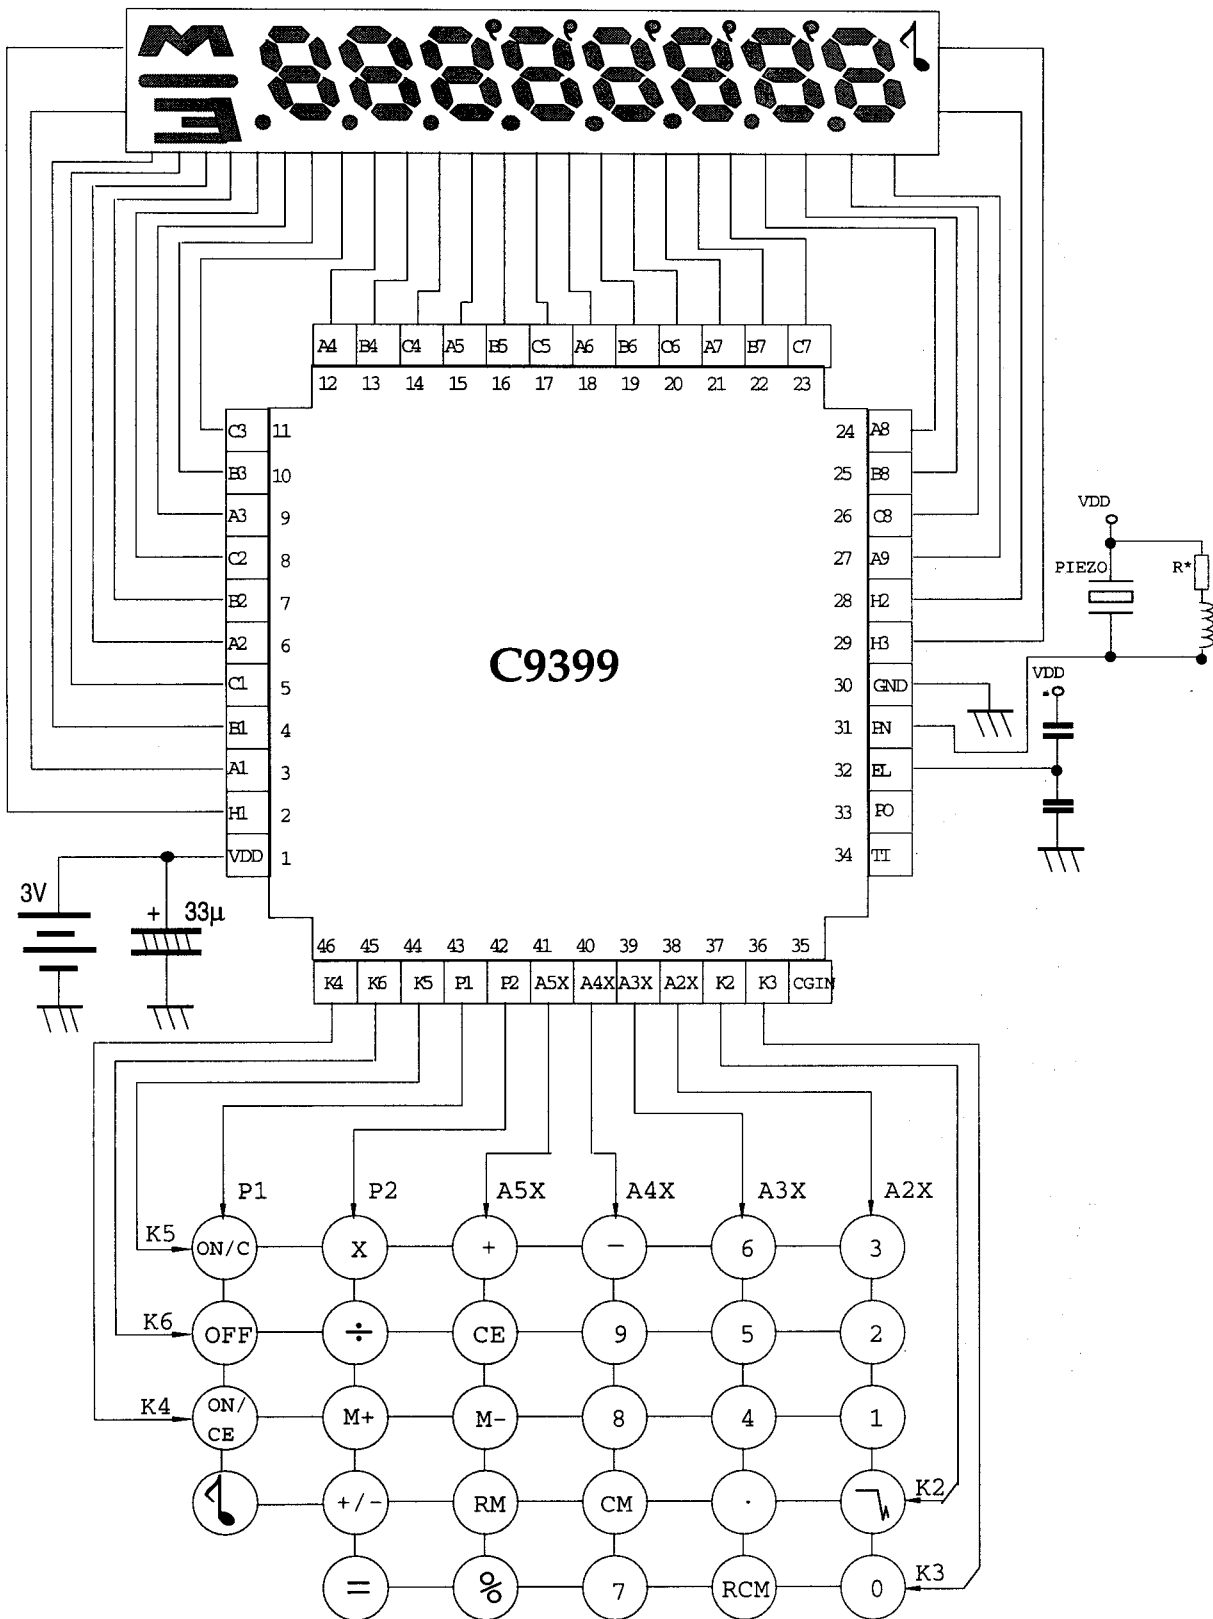 A4 B4 C4 A5 B5 C5 A6 B6 C6 A7 B7 C7
12 13 14 15 16 17 18 19 20 21 22 23
C3 11
B3 10
A3 9
C2 8
B2 7
A2 6
C1 5
B1 4
A1 3
H1 2
VDD 1
24 A8
25 B8
26 C8
27 A9
28 H2
29 H3
30 GND
31 PN
32 EL
33 PO
34 TI
C9399
VDD
PIEZO R*
VDD
3V
+ 33μ
46 45 44 43 42 41 40 39 38 37 36 35
K4 K6 K5 P1 P2 A5X A4X A3X A2X K2 K3 CGIN
P1 P2 A5X A4X A3X A2X
K5 ON/C X + − 6 3
K6 OFF ÷ CE 9 5 2
K4 ON/CE M+ M- 8 4 1
+/- RM CM · K2
= % 7 RCM 0 K3